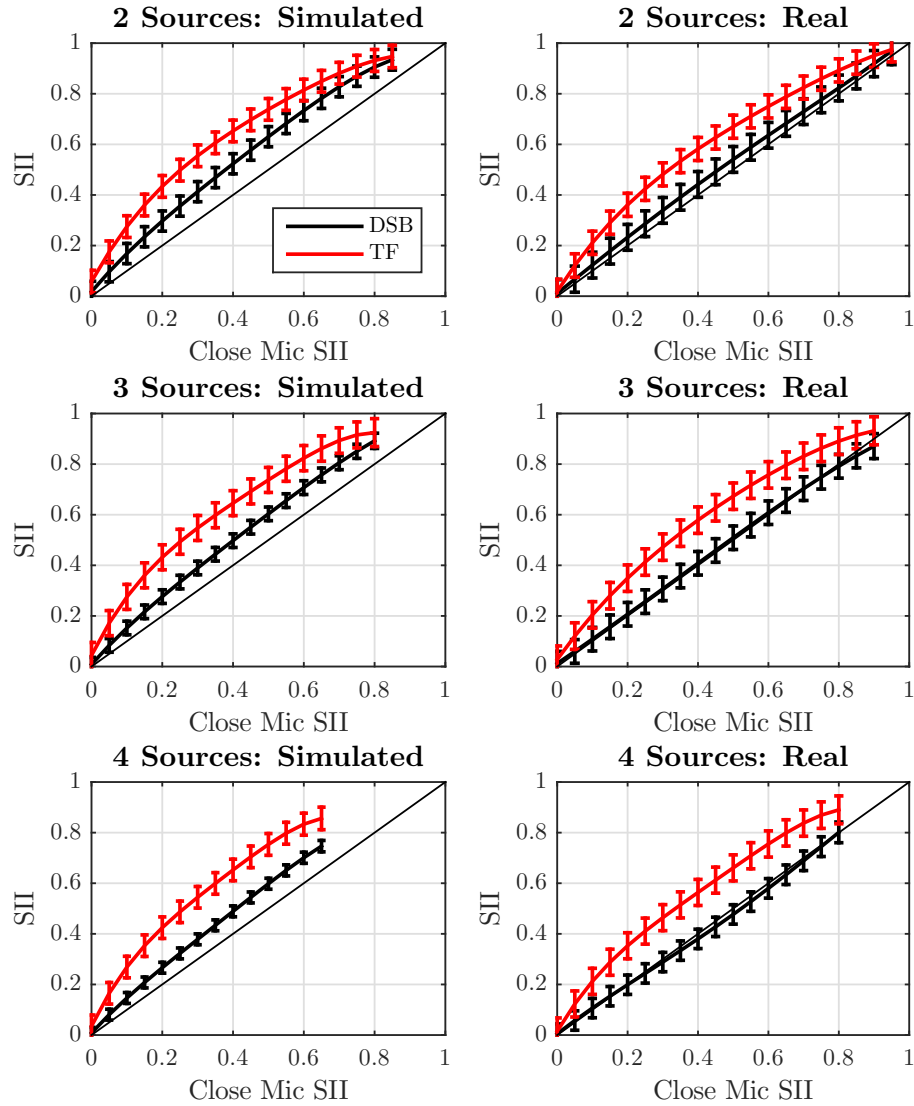 2 Sources: Simulated
SII
1
0.8
0.6
0.4
0.2
0
DSB
TF
0 0.2 0.4 0.6 0.8 1
Close Mic SII
2 Sources: Real
SII
1
0.8
0.6
0.4
0.2
0
0 0.2 0.4 0.6 0.8 1
Close Mic SII
3 Sources: Simulated
SII
1
0.8
0.6
0.4
0.2
0
0 0.2 0.4 0.6 0.8 1
Close Mic SII
3 Sources: Real
SII
1
0.8
0.6
0.4
0.2
0
0 0.2 0.4 0.6 0.8 1
Close Mic SII
4 Sources: Simulated
SII
1
0.8
0.6
0.4
0.2
0
0 0.2 0.4 0.6 0.8 1
Close Mic SII
4 Sources: Real
SII
1
0.8
0.6
0.4
0.2
0
0 0.2 0.4 0.6 0.8 1
Close Mic SII